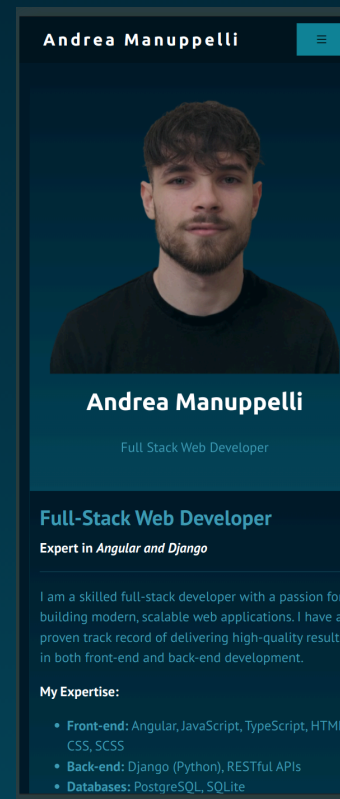 Andrea Manuppelli
Andrea Manuppelli
Full Stack Web Developer
Full-Stack Web Developer
Expert in Angular and Django
I am a skilled full-stack developer with a passion for
building modern, scalable web applications. I have a
proven track record of delivering high-quality result
in both front-end and back-end development.
My Expertise:
• Front-end: Angular, JavaScript, TypeScript, HTM
CSS, SCSS
• Back-end: Django (Python), RESTful APIs
• Databases: PostgreSQL, SQLite